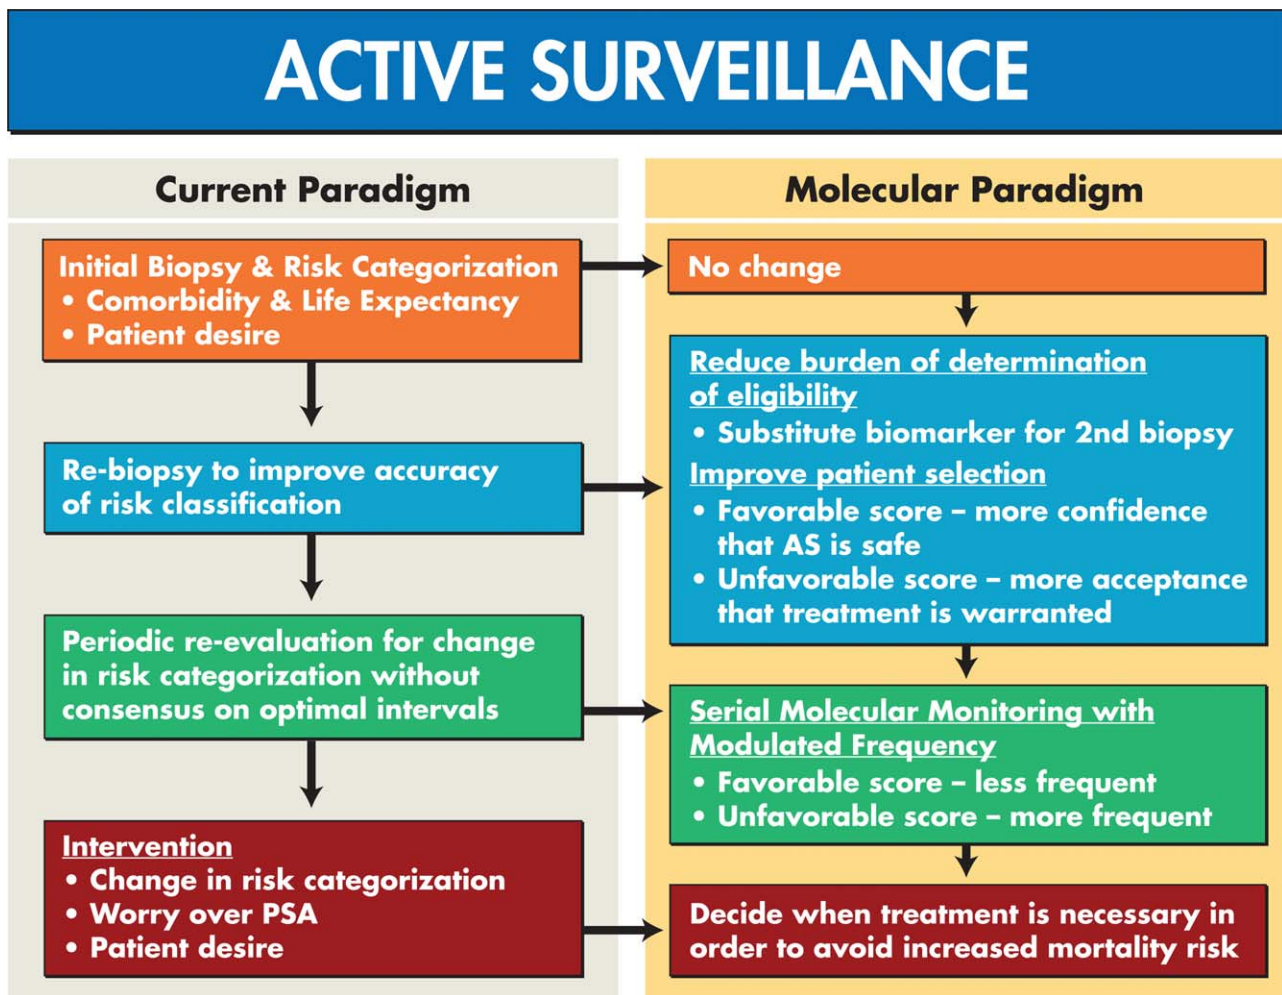 ACTIVE SURVEILLANCE
Current Paradigm
Initial Biopsy & Risk Categorization
• Comorbidity & Life Expectancy
• Patient desire
Re-biopsy to improve accuracy
of risk classification
Periodic re-evaluation for change
in risk categorization without
consensus on optimal intervals
Intervention
• Change in risk categorization
• Worry over PSA
• Patient desire
Molecular Paradigm
No change
Reduce burden of determination
of eligibility
• Substitute biomarker for 2nd biopsy
Improve patient selection
• Favorable score – more confidence
that AS is safe
• Unfavorable score – more acceptance
that treatment is warranted
Serial Molecular Monitoring with
Modulated Frequency
• Favorable score – less frequent
• Unfavorable score – more frequent
Decide when treatment is necessary in
order to avoid increased mortality risk